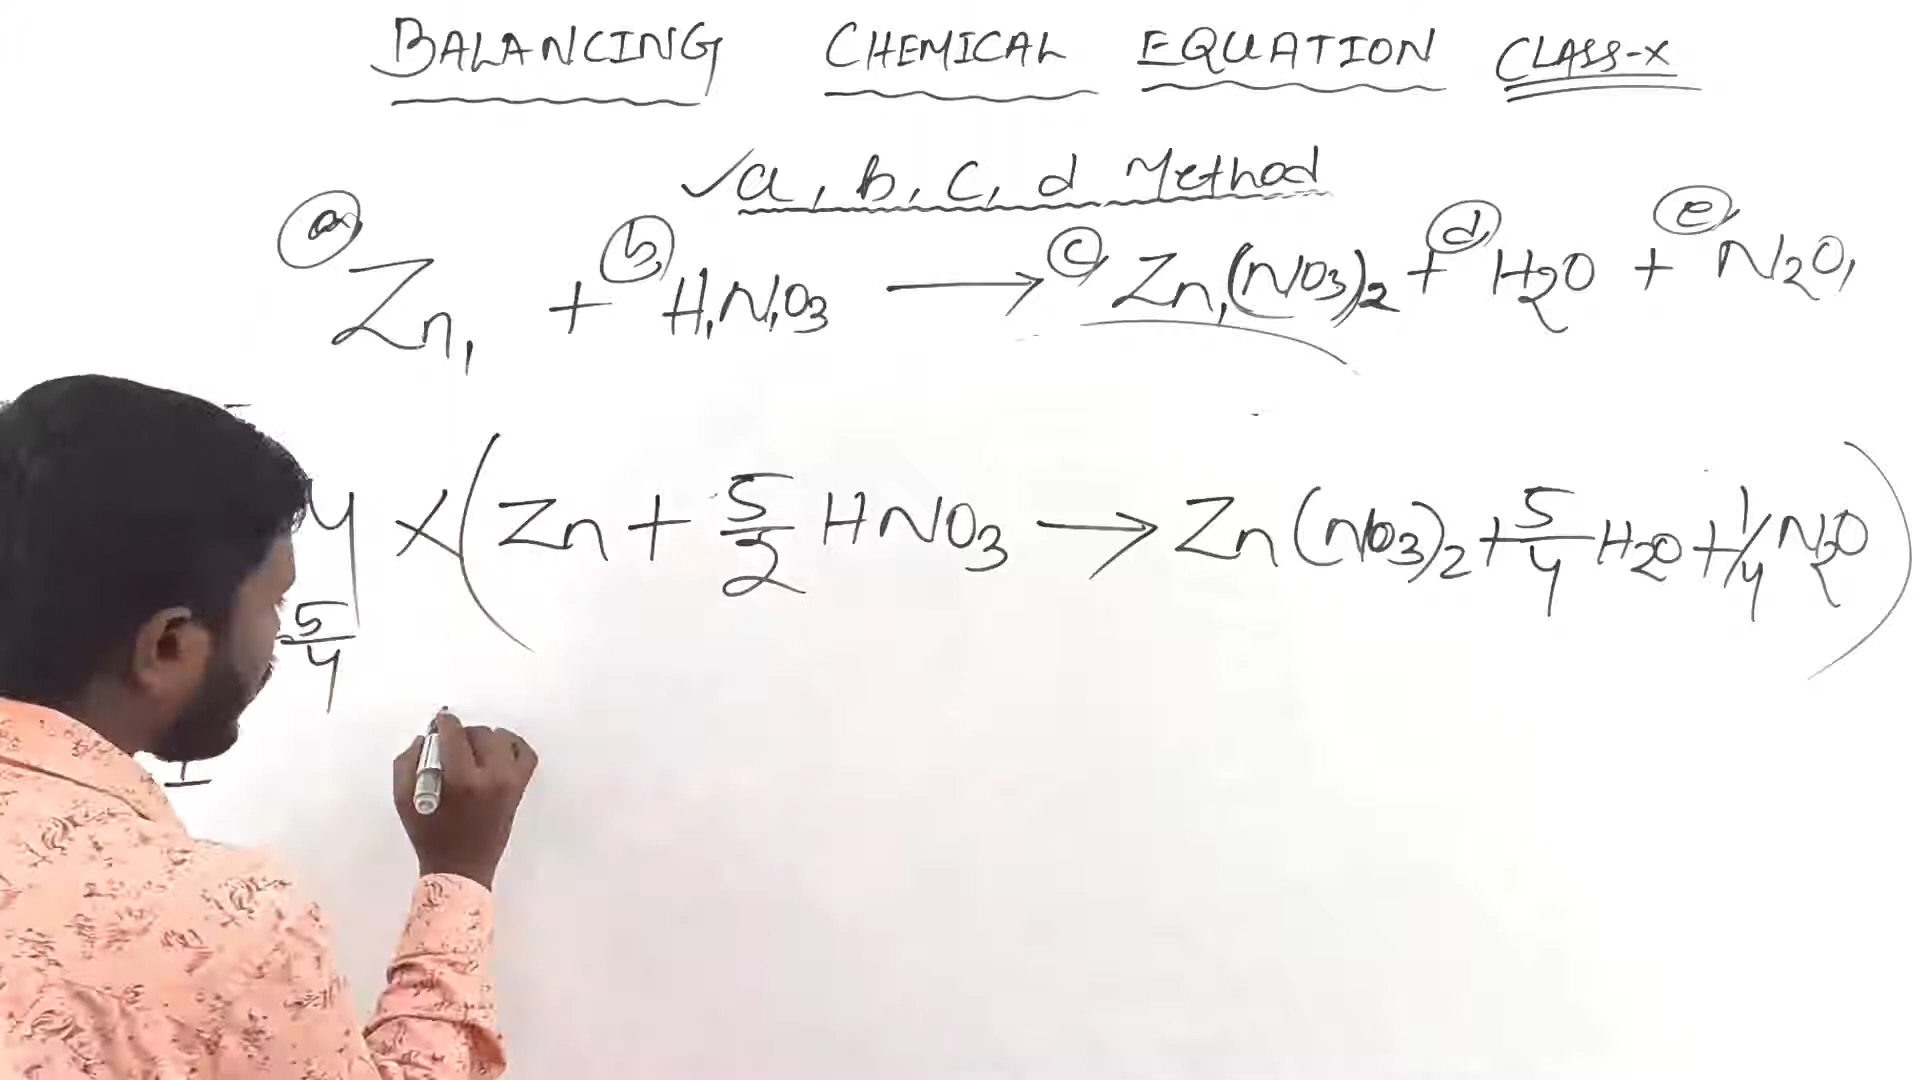 BALANCING CHEMICAL EQUATION CLASS-X
✓a, b, c, d Method
a Zn1 + b H1N1O3 ⟶ c Zn1(NO3)2 + d H2O + e N2O1
4 × (Zn + 5/2 HNO3 ⟶ Zn(NO3)2 + 5/4 H2O + 1/4 N2O)
5/4